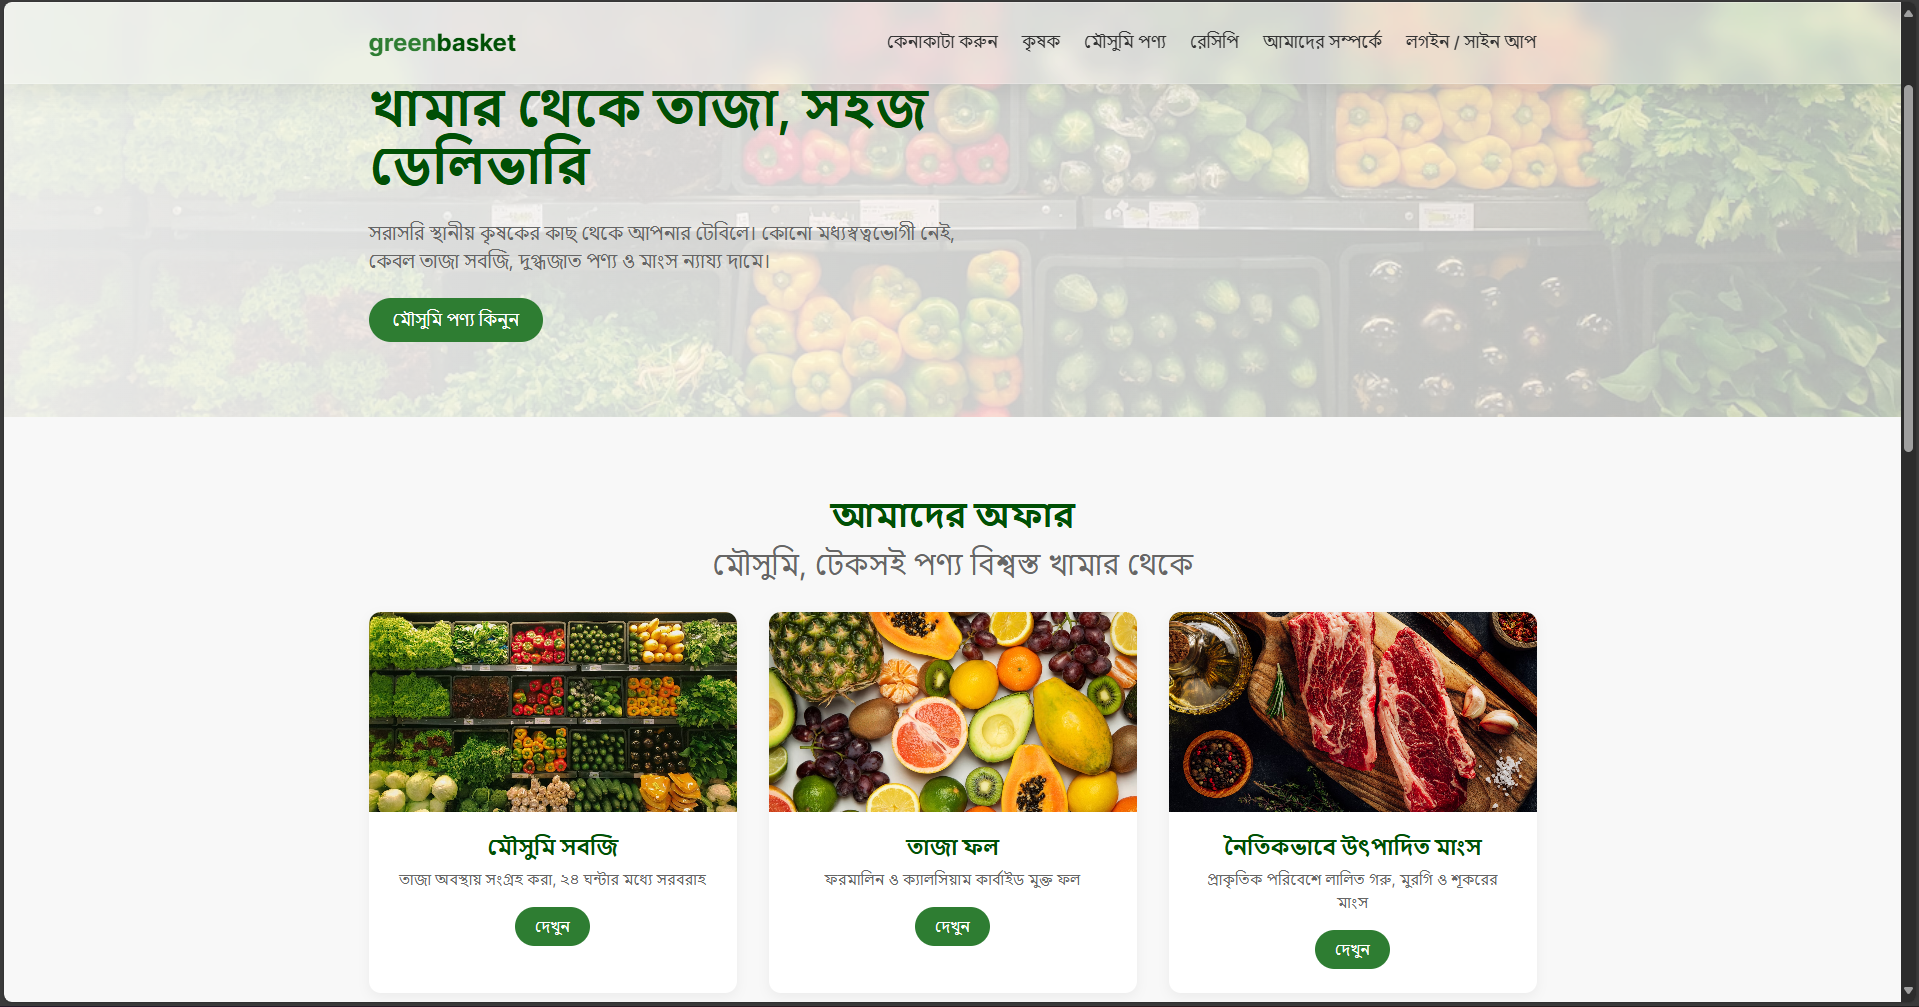 greenbasket
কেনাকাটা করুন কৃষক মৌসুমি পণ্য রেসিপি আমাদের সম্পর্কে লগইন / সাইন আপ
খামার থেকে তাজা, সহজ
ডেলিভারি
সরাসরি স্থানীয় কৃষকের কাছ থেকে আপনার টেবিলে। কোনো মধ্যস্বত্বভোগী নেই,
কেবল তাজা সবজি, দুগ্ধজাত পণ্য ও মাংস ন্যায্য দামে।
মৌসুমি পণ্য কিনুন
আমাদের অফার
মৌসুমি, টেকসই পণ্য বিশ্বস্ত খামার থেকে
মৌসুমি সবজি
তাজা অবস্থায় সংগ্রহ করা, ২৪ ঘন্টার মধ্যে সরবরাহ
দেখুন
তাজা ফল
ফরমালিন ও ক্যালসিয়াম কার্বাইড মুক্ত ফল
দেখুন
নৈতিকভাবে উৎপাদিত মাংস
প্রাকৃতিক পরিবেশে লালিত গরু, মুরগি ও শূকরের
মাংস
দেখুন